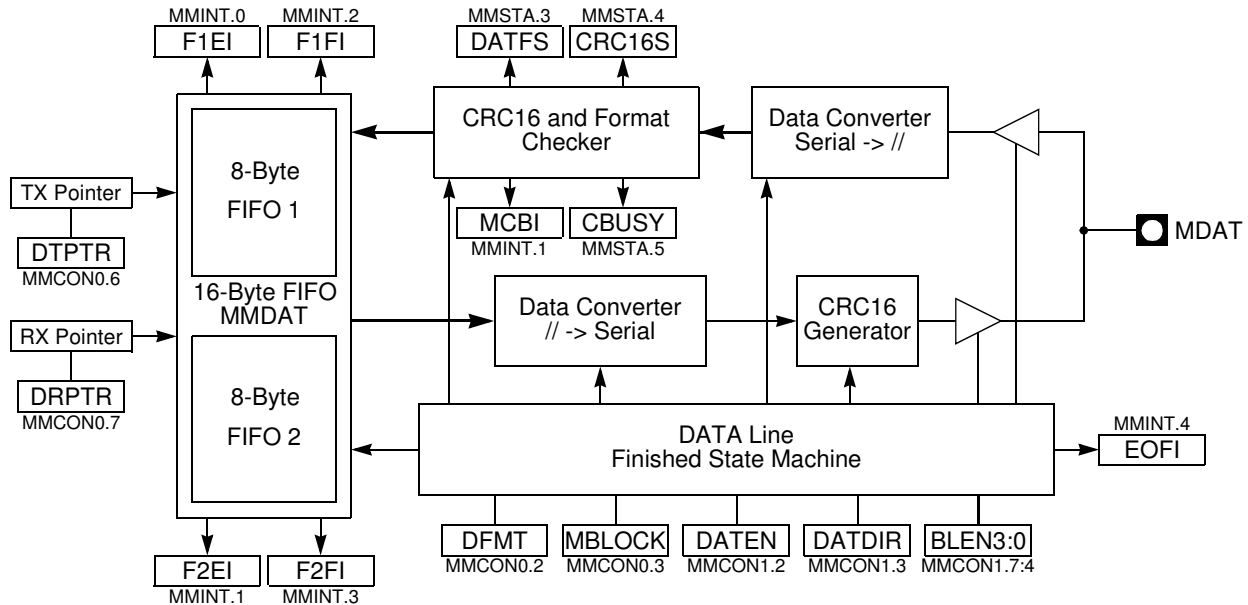 MMINT.0
MMINT.2
MMSTA.3
MMSTA.4
F1EI
F1FI
DATFS
CRC16S
CRC16 and Format
Checker
Data Converter
Serial -> //
8-Byte
FIFO 1
TX Pointer
DTPTR
MMCON0.6
MCBI
MMINT.1
CBUSY
MMSTA.5
MDAT
16-Byte FIFO
MMDAT
Data Converter
// -> Serial
CRC16
Generator
RX Pointer
DRPTR
MMCON0.7
8-Byte
FIFO 2
DATA Line
Finished State Machine
MMINT.4
EOFI
F2EI
MMINT.1
F2FI
MMINT.3
DFMT
MMCON0.2
MBLOCK
MMCON0.3
DATEN
MMCON1.2
DATDIR
MMCON1.3
BLEN3:0
MMCON1.7:4